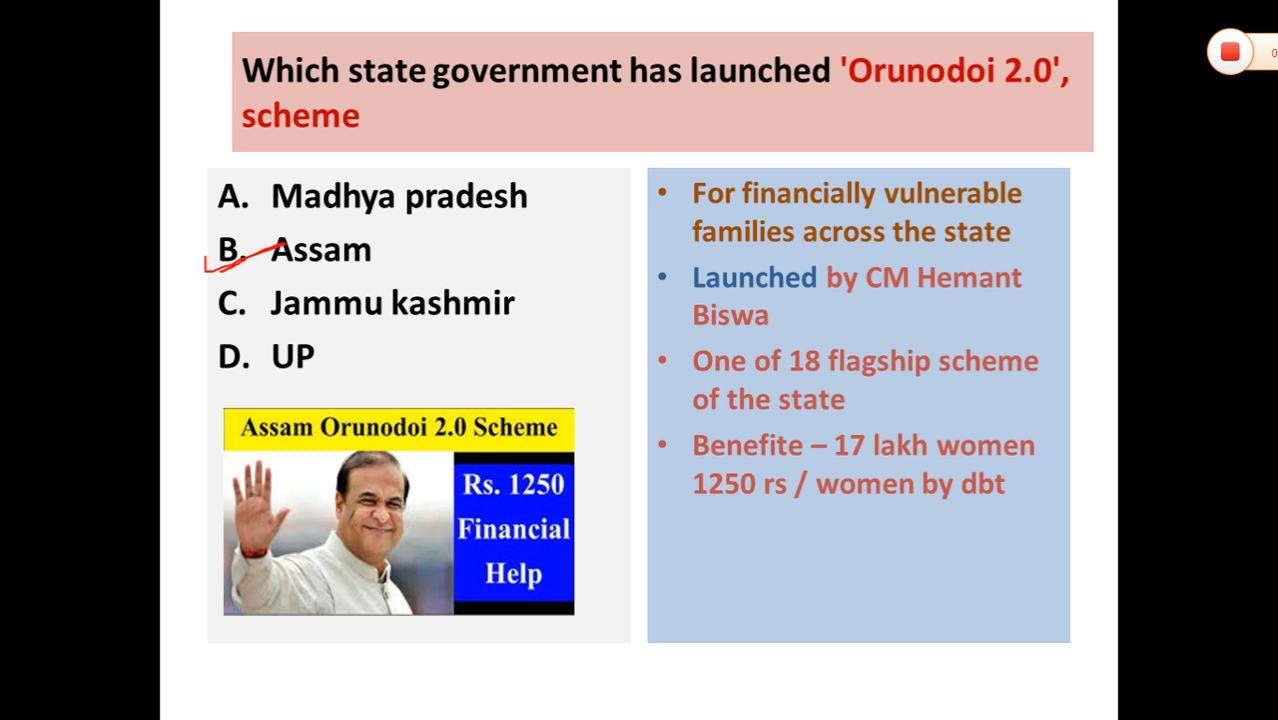 Which state government has launched 'Orunodoi 2.0',
scheme
A. Madhya pradesh
B. Assam
C. Jammu kashmir
D. UP
Assam Orunodoi 2.0 Scheme
Rs. 1250
Financial
Help
• For financially vulnerable
families across the state
• Launched by CM Hemant
Biswa
• One of 18 flagship scheme
of the state
• Benefite – 17 lakh women
1250 rs / women by dbt